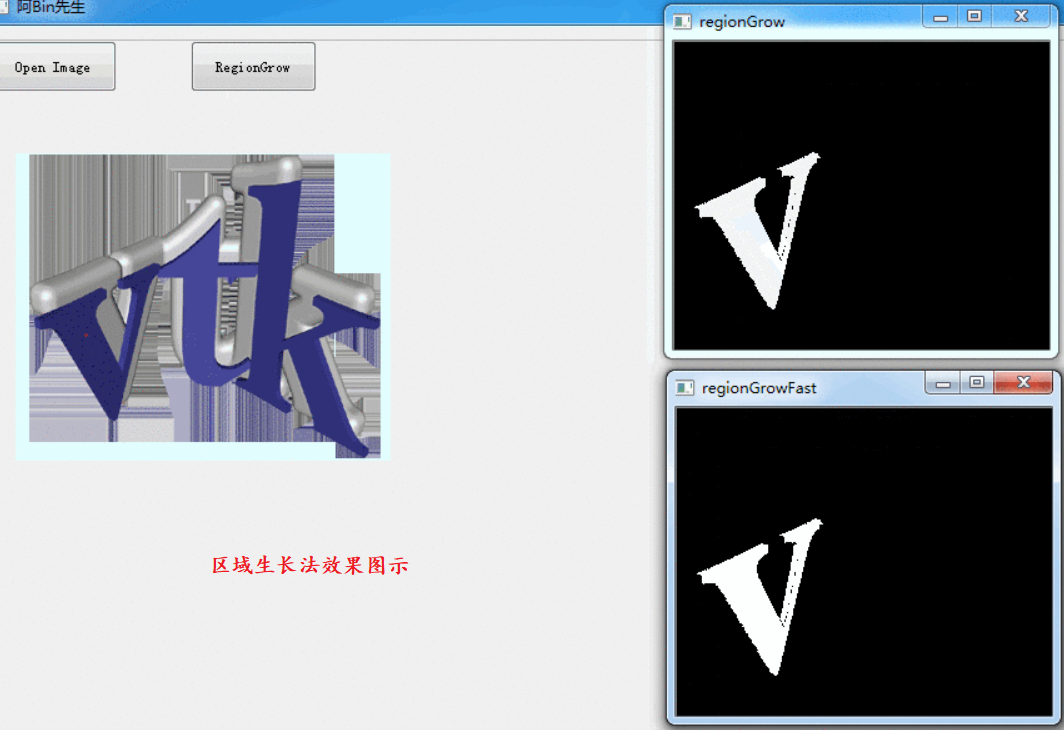 阿Bin先生
Open Image
RegionGrow
vtk
区域生长法效果图示
regionGrow
V
regionGrowFast
V